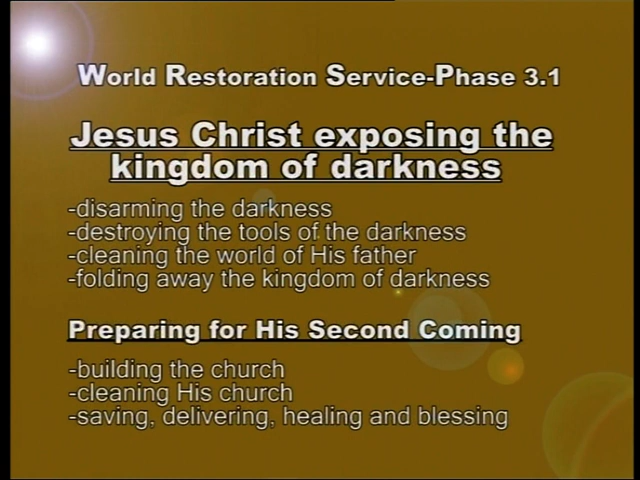 World Restoration Service-Phase 3.1
Jesus Christ exposing the
kingdom of darkness
-disarming the darkness
-destroying the tools of the darkness
-cleaning the world of His father
-folding away the kingdom of darkness
Preparing for His Second Coming
-building the church
-cleaning His church
-saving, delivering, healing and blessing